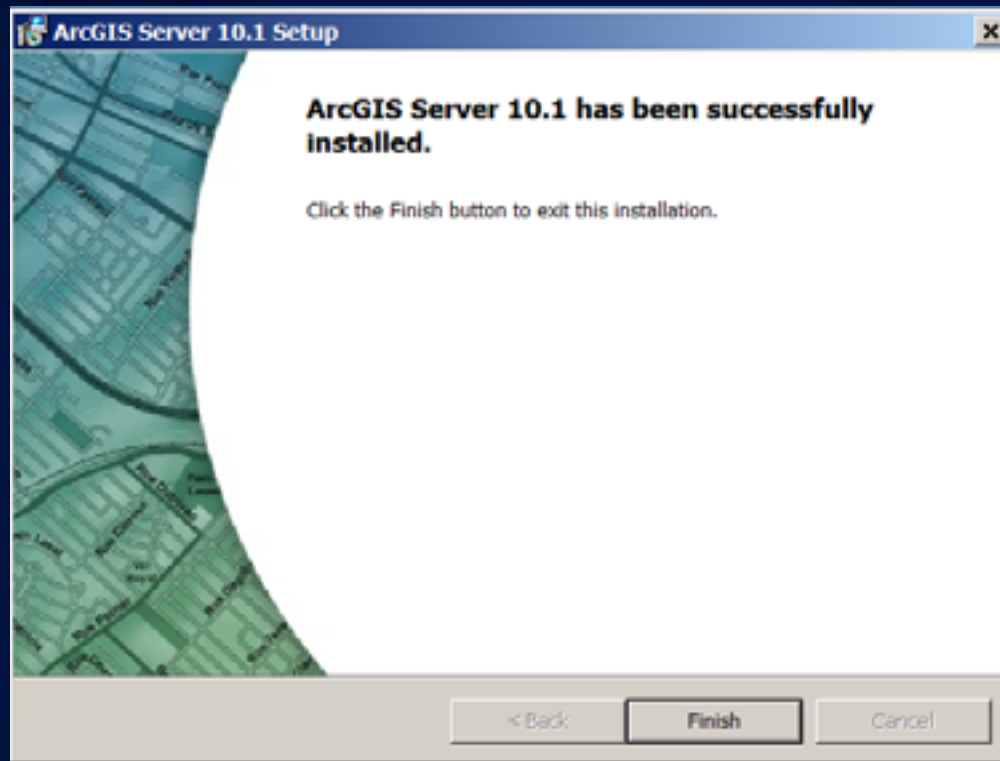 ArcGIS Server 10.1 Setup
ArcGIS Server 10.1 has been successfully
installed.
Click the Finish button to exit this installation.
< Back
Finish
Cancel